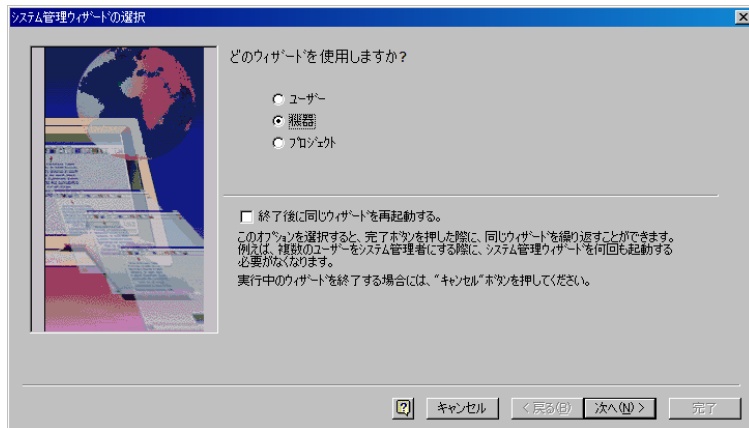 システム管理ウィザードの選択
どのウィザードを使用しますか?
ユーザー
機器
プロジェクト
終了後に同じウィザードを再起動する。
このオプションを選択すると、完了ボタンを押した際に、同じウィザードを繰り返すことができます。
例えば、複数のユーザーをシステム管理者にする際に、システム管理ウィザードを何回も起動する
必要がなくなります。
実行中のウィザードを終了する場合には、"キャンセル"ボタンを押してください。
キャンセル
<戻る(B)
次へ(N)>
完了